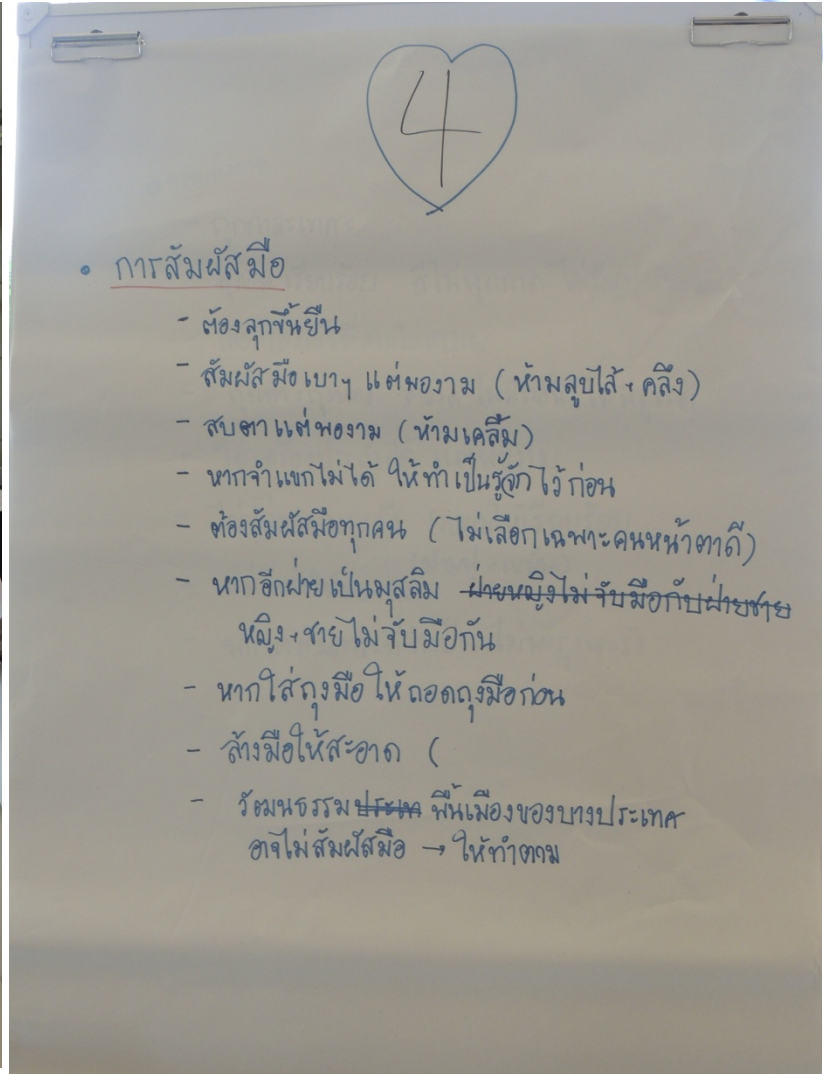 4
• การสัมผัสมือ
- ต้องลุกขึ้นยืน
- สัมผัสมือเบาๆ แต่พองาม (ห้ามลูบไล้ + คลึง)
- สบตาแต่พองาม (ห้ามเคลิ้ม)
- หากจำแขกไม่ได้ ให้ทำเป็นรู้จักไว้ก่อน
- ต้องสัมผัสมือทุกคน (ไม่เลือกเฉพาะคนหน้าตาดี)
- หากอีกฝ่ายเป็นมุสลิม ฝ่ายหญิงไม่จับมือกับฝ่ายชาย
หญิง+ชายไม่จับมือกัน
- หากใส่ถุงมือให้ถอดถุงมือก่อน
- ล้างมือให้สะอาด (
- วัฒนธรรมประเท พื้นเมืองของบางประเทศ
อาจไม่สัมผัสมือ → ให้ทำตาม